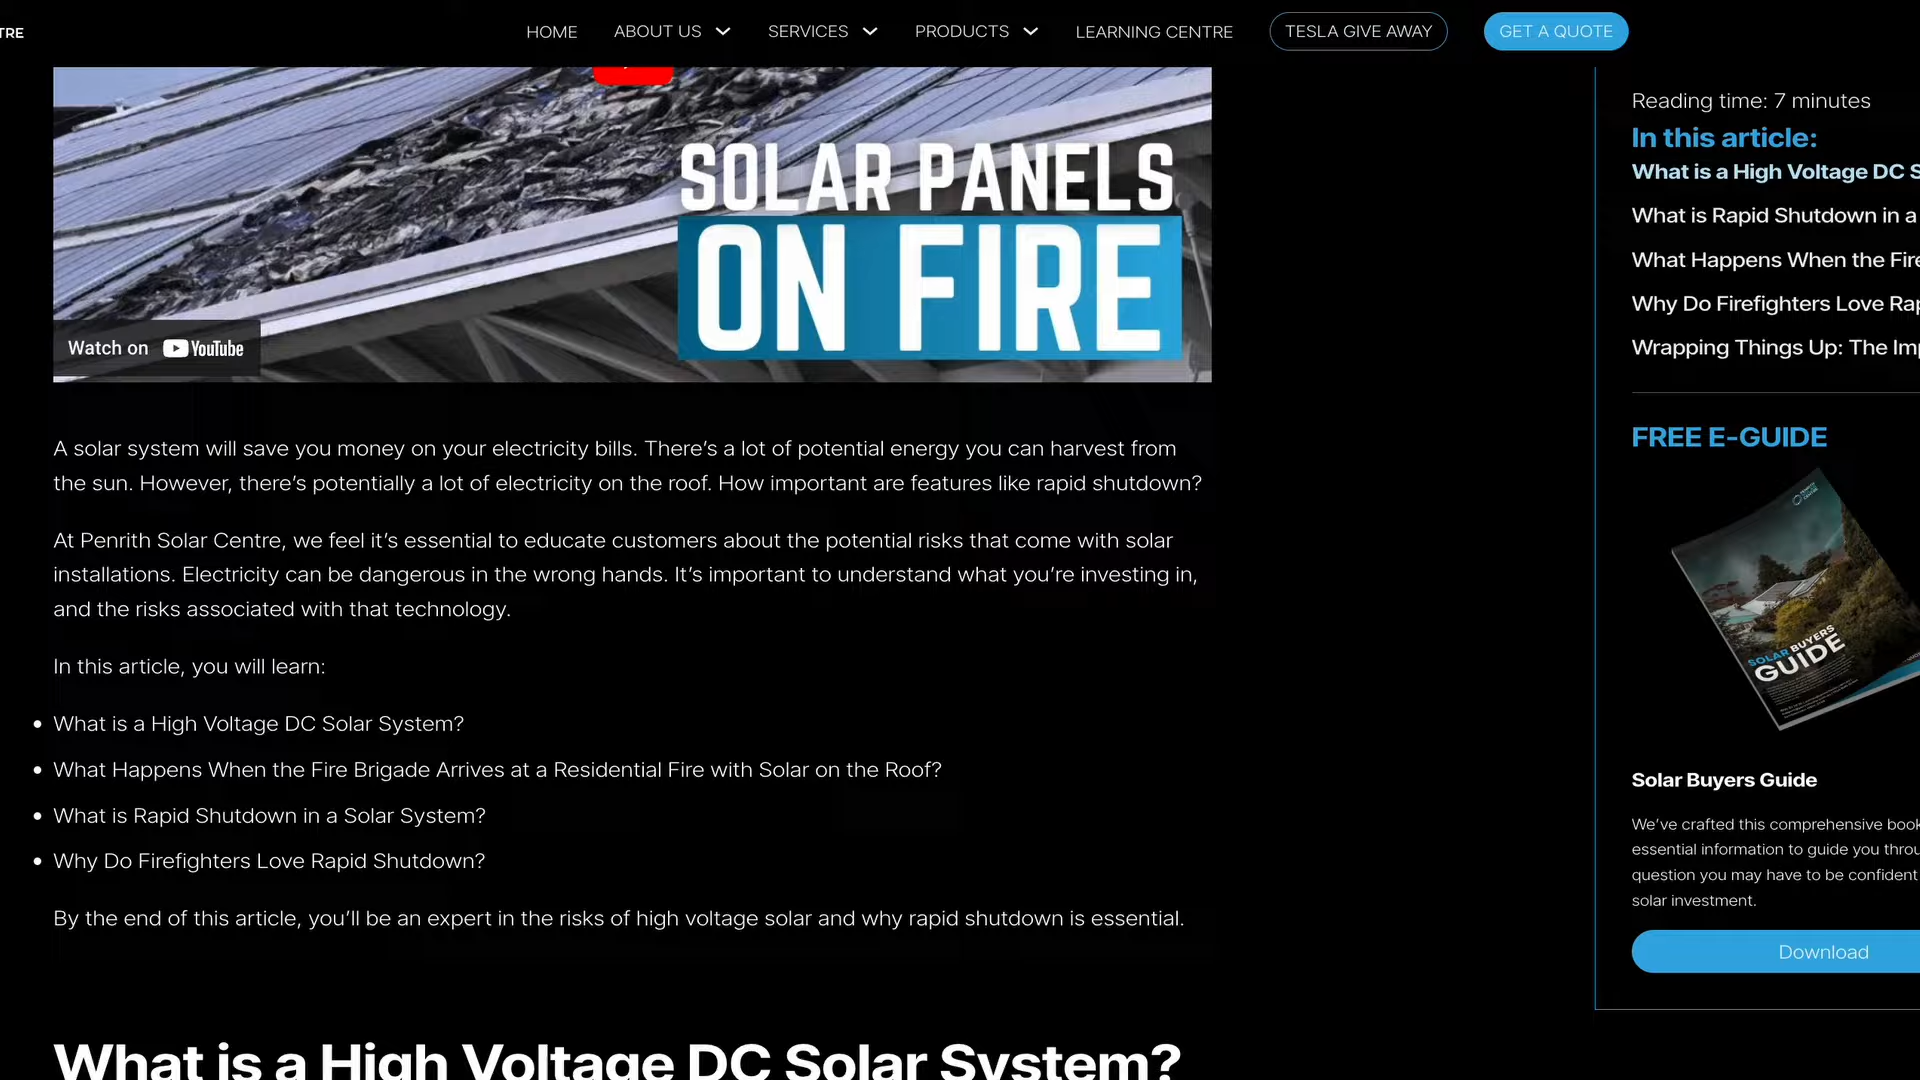 TRE
HOME
ABOUT US
SERVICES
PRODUCTS
LEARNING CENTRE
TESLA GIVE AWAY
GET A QUOTE
SOLAR PANELS
ON FIRE
Watch on YouTube
A solar system will save you money on your electricity bills. There’s a lot of potential energy you can harvest from
the sun. However, there’s potentially a lot of electricity on the roof. How important are features like rapid shutdown?
At Penrith Solar Centre, we feel it’s essential to educate customers about the potential risks that come with solar
installations. Electricity can be dangerous in the wrong hands. It’s important to understand what you’re investing in,
and the risks associated with that technology.
In this article, you will learn:
• What is a High Voltage DC Solar System?
• What Happens When the Fire Brigade Arrives at a Residential Fire with Solar on the Roof?
• What is Rapid Shutdown in a Solar System?
• Why Do Firefighters Love Rapid Shutdown?
By the end of this article, you’ll be an expert in the risks of high voltage solar and why rapid shutdown is essential.
What is a High Voltage DC Solar System?
Reading time: 7 minutes
In this article:
What is a High Voltage DC S
What is Rapid Shutdown in a
What Happens When the Fire
Why Do Firefighters Love Rap
Wrapping Things Up: The Imp
FREE E-GUIDE
SOLAR BUYERS
GUIDE
Solar Buyers Guide
We’ve crafted this comprehensive book
essential information to guide you throu
question you may have to be confident
solar investment.
Download